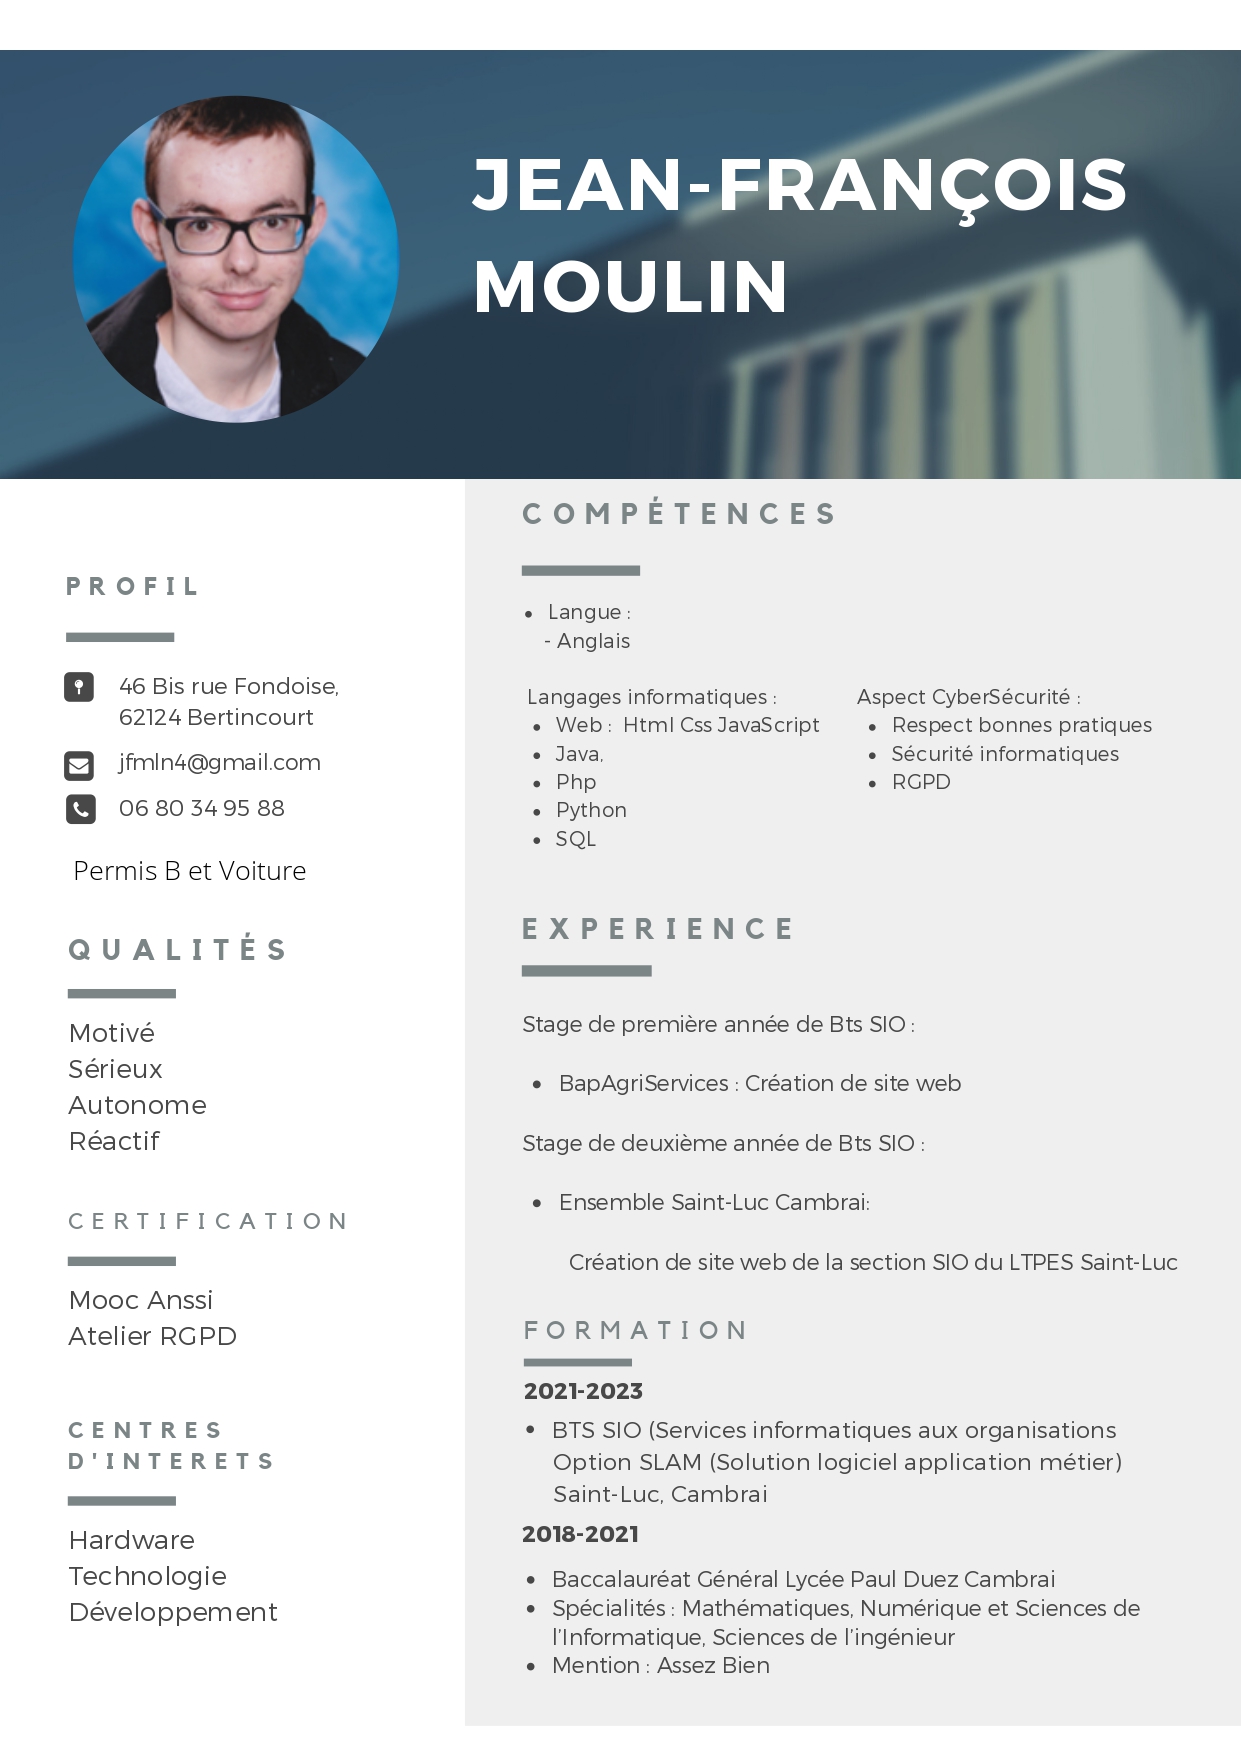 JEAN-FRANÇOIS
MOULIN
PROFIL
46 Bis rue Fondoise,
62124 Bertincourt
jfmln4@gmail.com
06 80 34 95 88
Permis B et Voiture
QUALITÉS
Motivé
Sérieux
Autonome
Réactif
CERTIFICATION
Mooc Anssi
Atelier RGPD
CENTRES
D'INTERETS
Hardware
Technologie
Développement
COMPÉTENCES
• Langue :
- Anglais
Langages informatiques :
• Web : Html Css JavaScript
• Java,
• Php
• Python
• SQL
Aspect CyberSécurité :
• Respect bonnes pratiques
• Sécurité informatiques
• RGPD
EXPERIENCE
Stage de première année de Bts SIO :
• BapAgriServices : Création de site web
Stage de deuxième année de Bts SIO :
• Ensemble Saint-Luc Cambrai:
Création de site web de la section SIO du LTPES Saint-Luc
FORMATION
2021-2023
• BTS SIO (Services informatiques aux organisations
Option SLAM (Solution logiciel application métier)
Saint-Luc, Cambrai
2018-2021
• Baccalauréat Général Lycée Paul Duez Cambrai
• Spécialités : Mathématiques, Numérique et Sciences de
l'Informatique, Sciences de l'ingénieur
• Mention : Assez Bien